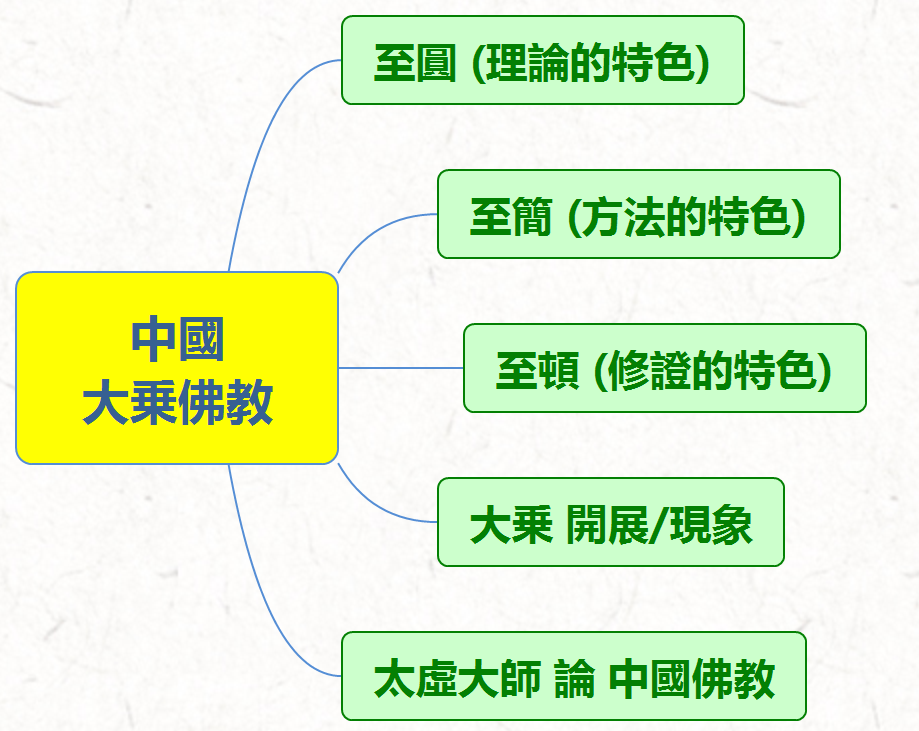 至圓 (理論的特色)
至簡 (方法的特色)
中國
大乘佛教
至頓 (修證的特色)
大乘 開展/現象
太虛大師 論 中國佛教